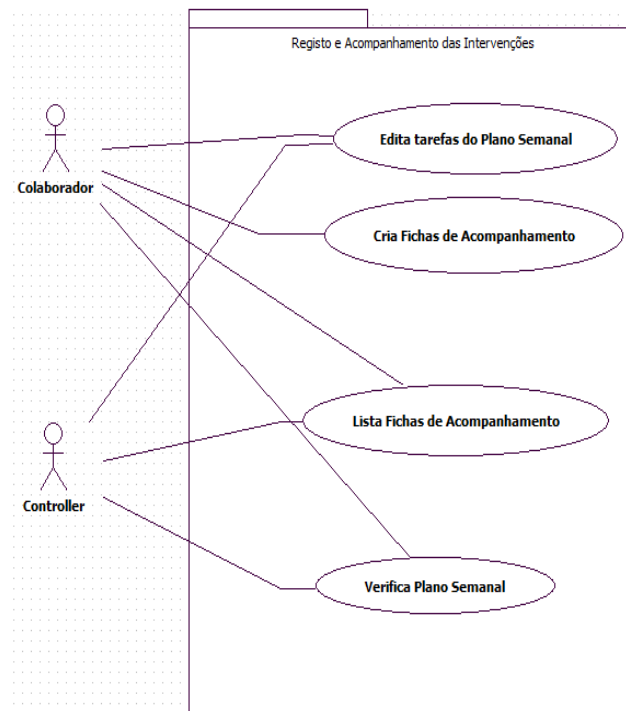 Registo e Acompanhamento das Intervenções
Edita tarefas do Plano Semanal
Colaborador
Cria Fichas de Acompanhamento
Lista Fichas de Acompanhamento
Controller
Verifica Plano Semanal